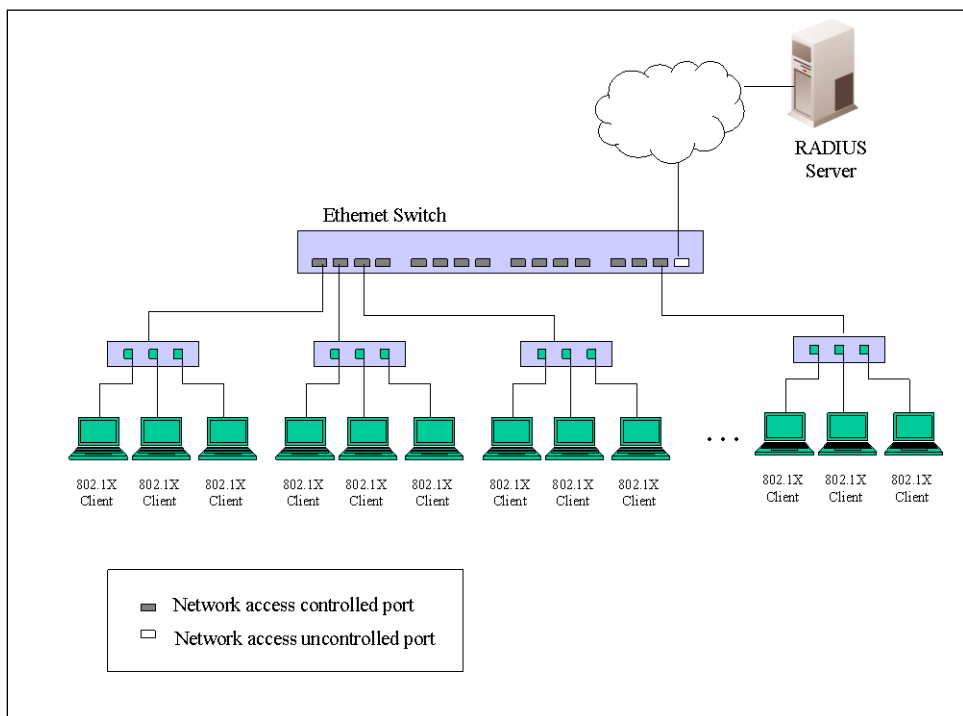 RADIUS
Server
Ethernet Switch
802.1X
Client
802.1X
Client
802.1X
Client
802.1X
Client
802.1X
Client
802.1X
Client
802.1X
Client
802.1X
Client
802.1X
Client
. . .
802.1X
Client
802.1X
Client
802.1X
Client
Network access controlled port
Network access uncontrolled port